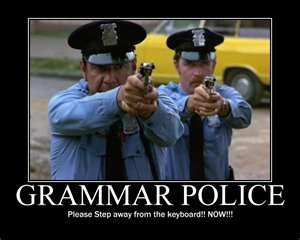 GRAMMAR POLICE
Please Step away from the keyboard!! NOW!!!